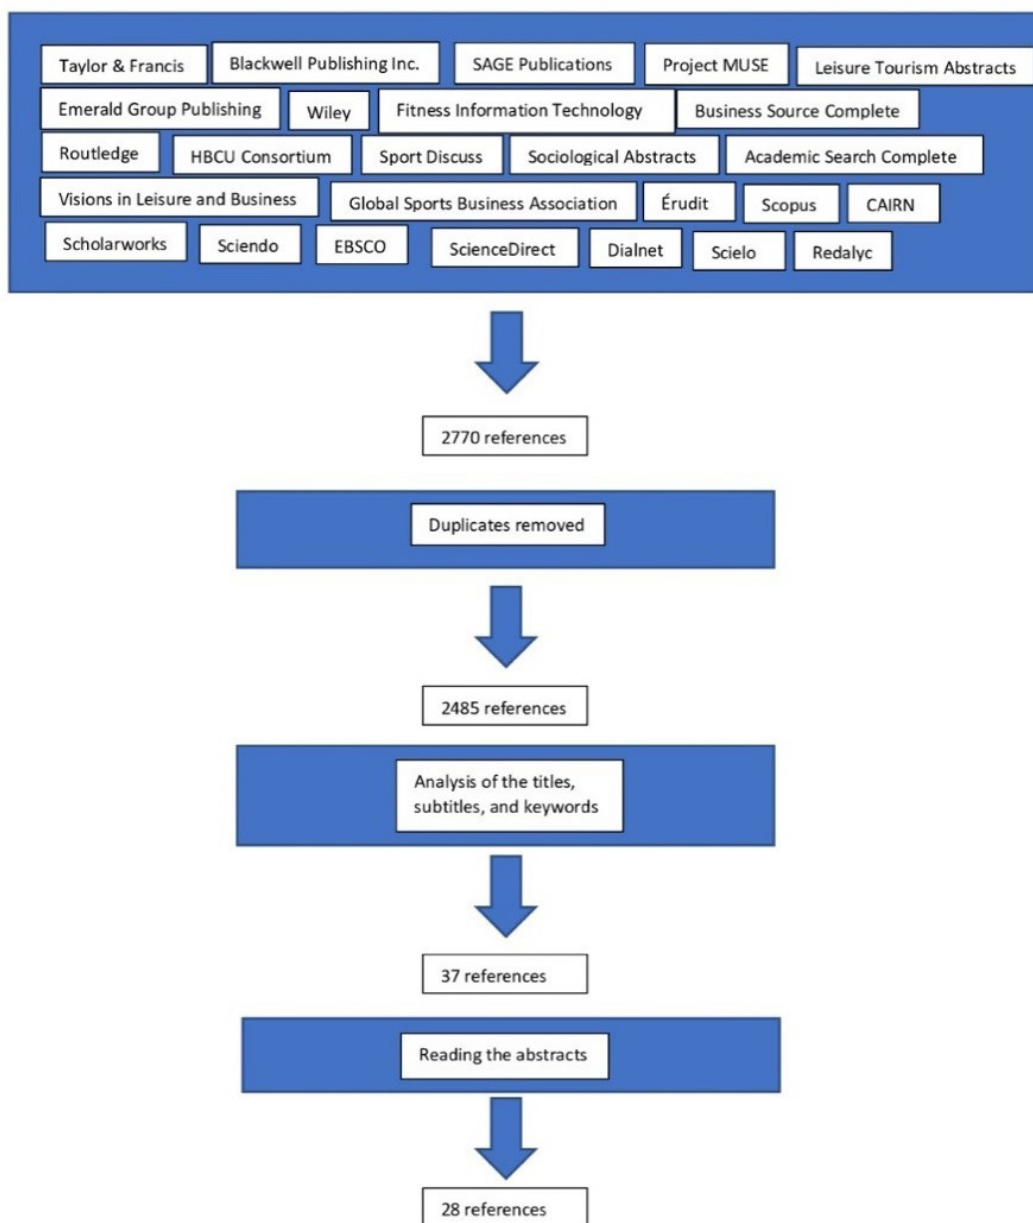 Taylor & Francis Blackwell Publishing Inc. SAGE Publications Project MUSE Leisure Tourism Abstracts
Emerald Group Publishing Wiley Fitness Information Technology Business Source Complete
Routledge HBCU Consortium Sport Discuss Sociological Abstracts Academic Search Complete
Visions in Leisure and Business Global Sports Business Association Érudit Scopus CAIRN
Scholarworks Sciendo EBSCO ScienceDirect Dialnet Scielo Redalyc
2770 references
Duplicates removed
2485 references
Analysis of the titles,
subtitles, and keywords
37 references
Reading the abstracts
28 references